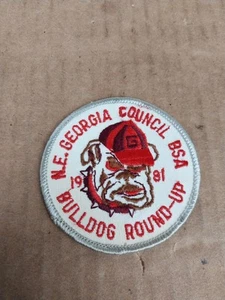 N.E. GEORGIA COUNCIL BSA
G
19 81
BULLDOG ROUND-UP